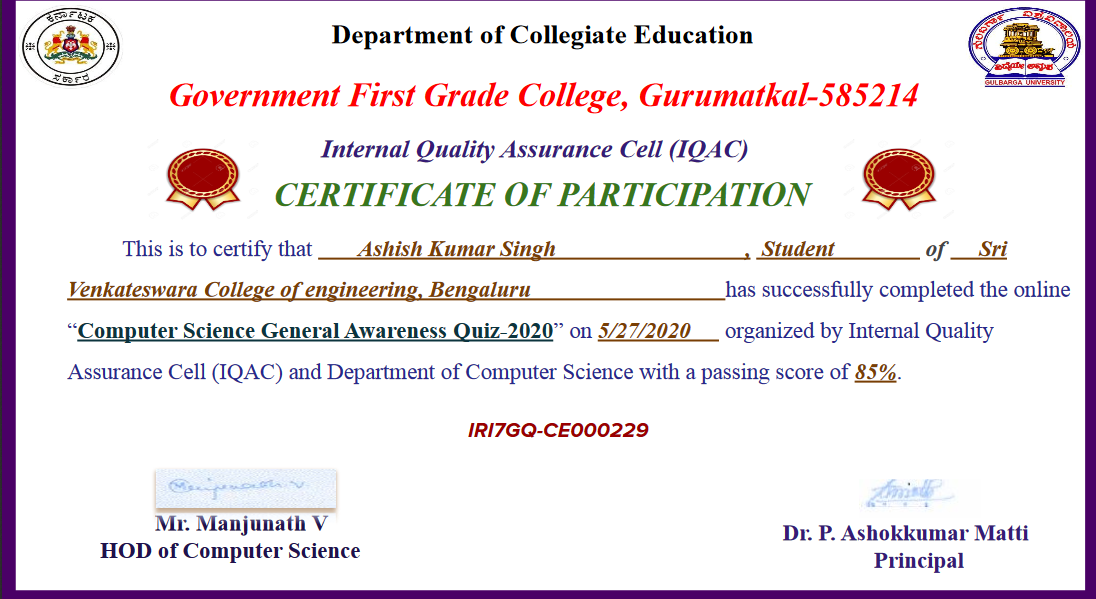 ಕರ್ನಾಟಕ
ಸರ್ಕಾರ
Department of Collegiate Education
GULBARGA UNIVERSITY
Government First Grade College, Gurumatkal-585214
Internal Quality Assurance Cell (IQAC)
CERTIFICATE OF PARTICIPATION
This is to certify that Ashish Kumar Singh , Student of Sri
Venkateswara College of engineering, Bengaluru has successfully completed the online
“Computer Science General Awareness Quiz-2020” on 5/27/2020 organized by Internal Quality
Assurance Cell (IQAC) and Department of Computer Science with a passing score of 85%.
IRI7GQ-CE000229
Manjunath V.
Mr. Manjunath V
HOD of Computer Science
Dr. P. Ashokkumar Matti
Principal